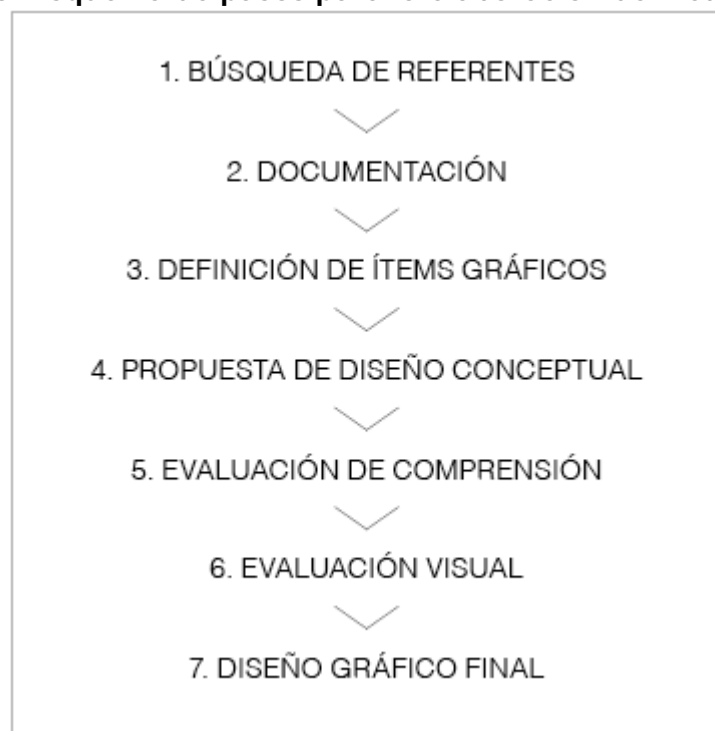 1. BÚSQUEDA DE REFERENTES
2. DOCUMENTACIÓN
3. DEFINICIÓN DE ÍTEMS GRÁFICOS
4. PROPUESTA DE DISEÑO CONCEPTUAL
5. EVALUACIÓN DE COMPRENSIÓN
6. EVALUACIÓN VISUAL
7. DISEÑO GRÁFICO FINAL